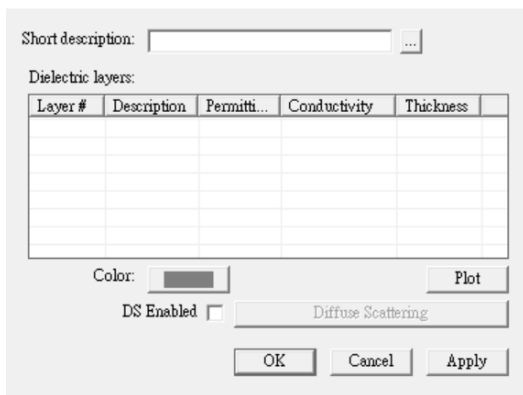 Short description: ...
Dielectric layers:
Layer # Description Permitti... Conductivity Thickness
Color: Plot
DS Enabled Diffuse Scattering
OK Cancel Apply